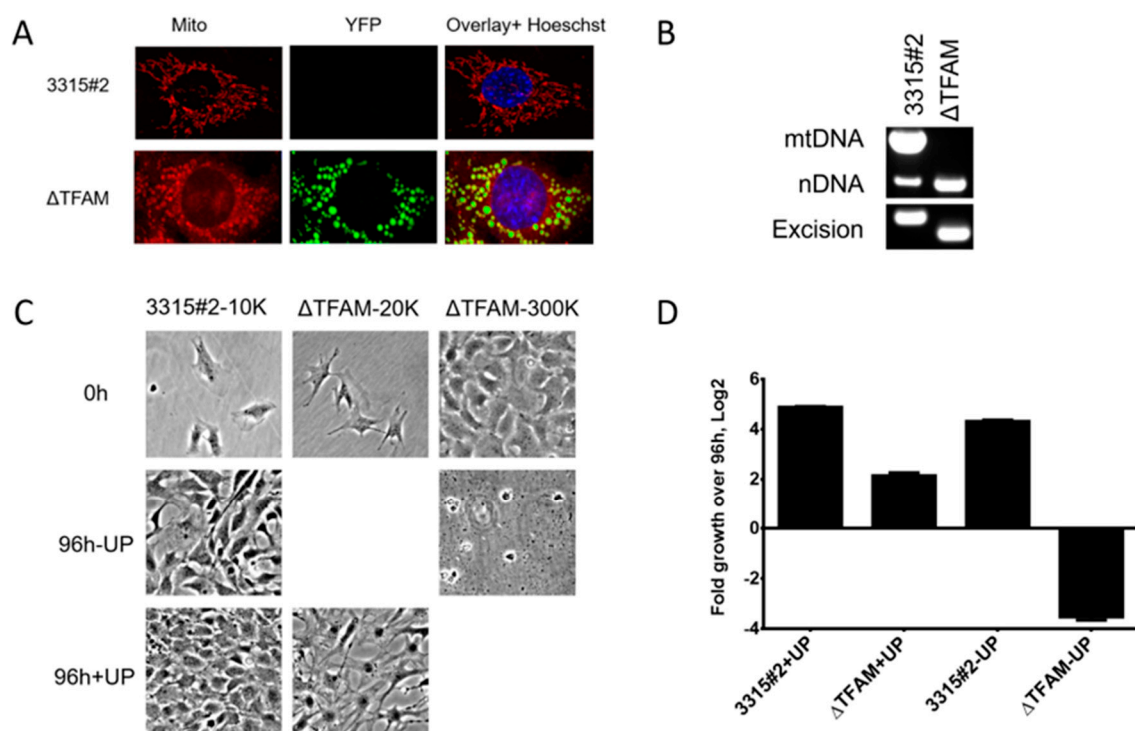 A
Mito YFP Overlay+ Hoeschst
3315#2
ΔTFAM
B
3315#2 ΔTFAM
mtDNA
nDNA
Excision
C
3315#2-10K ΔTFAM-20K ΔTFAM-300K
0h
96h-UP
96h+UP
D
Fold growth over 96h, Log2
6
4
2
0
-2
-4
3315#2+UP ΔTFAM+UP 3315#2-UP ΔTFAM-UP